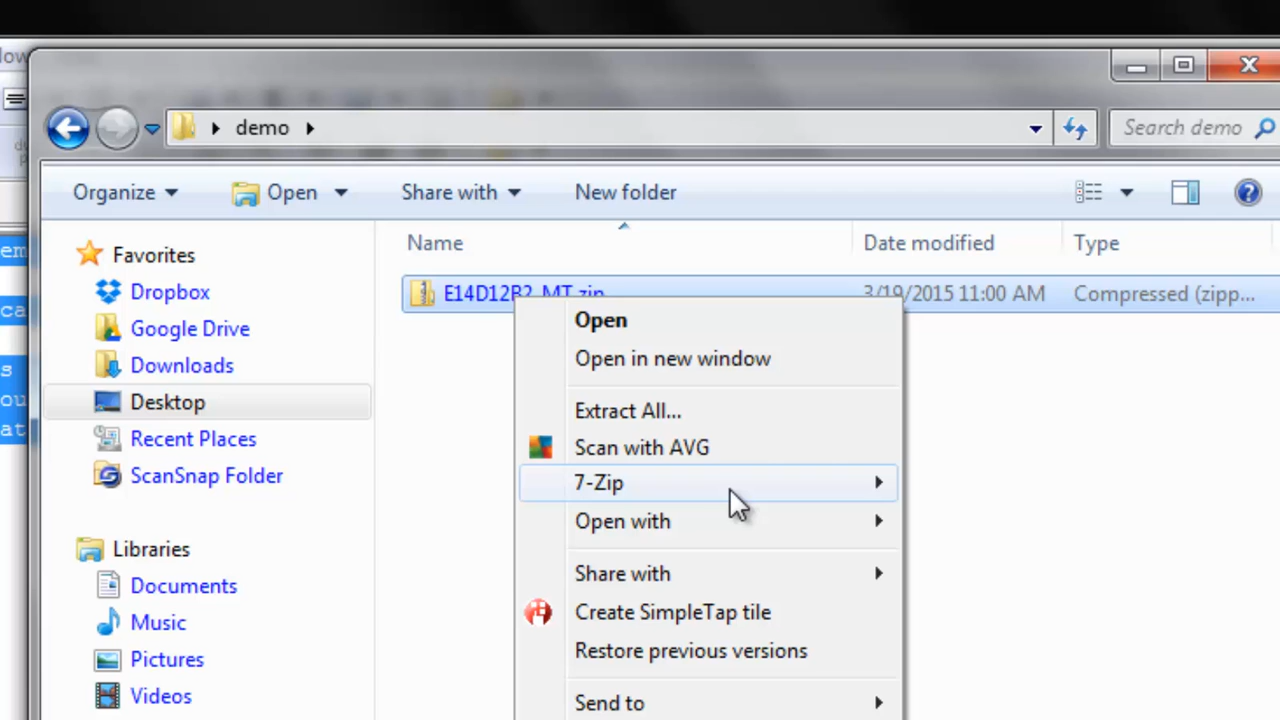 demo
Search demo
Organize
Open
Share with
New folder
Name
Date modified
Type
Favorites
Dropbox
Google Drive
Downloads
Desktop
Recent Places
ScanSnap Folder
Libraries
Documents
Music
Pictures
Videos
E14D12B2_MT.zip
3/19/2015 11:00 AM
Compressed (zipp...
Open
Open in new window
Extract All...
Scan with AVG
7-Zip
Open with
Share with
Create SimpleTap tile
Restore previous versions
Send to